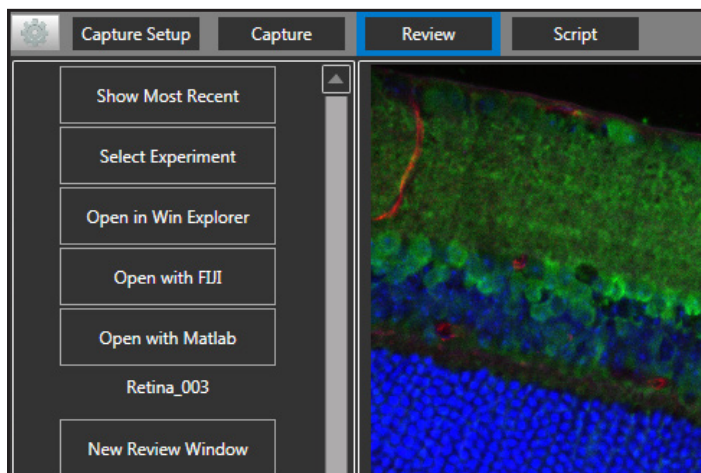 Capture Setup
Capture
Review
Script
Show Most Recent
Select Experiment
Open in Win Explorer
Open with FIJI
Open with Matlab
Retina_003
New Review Window